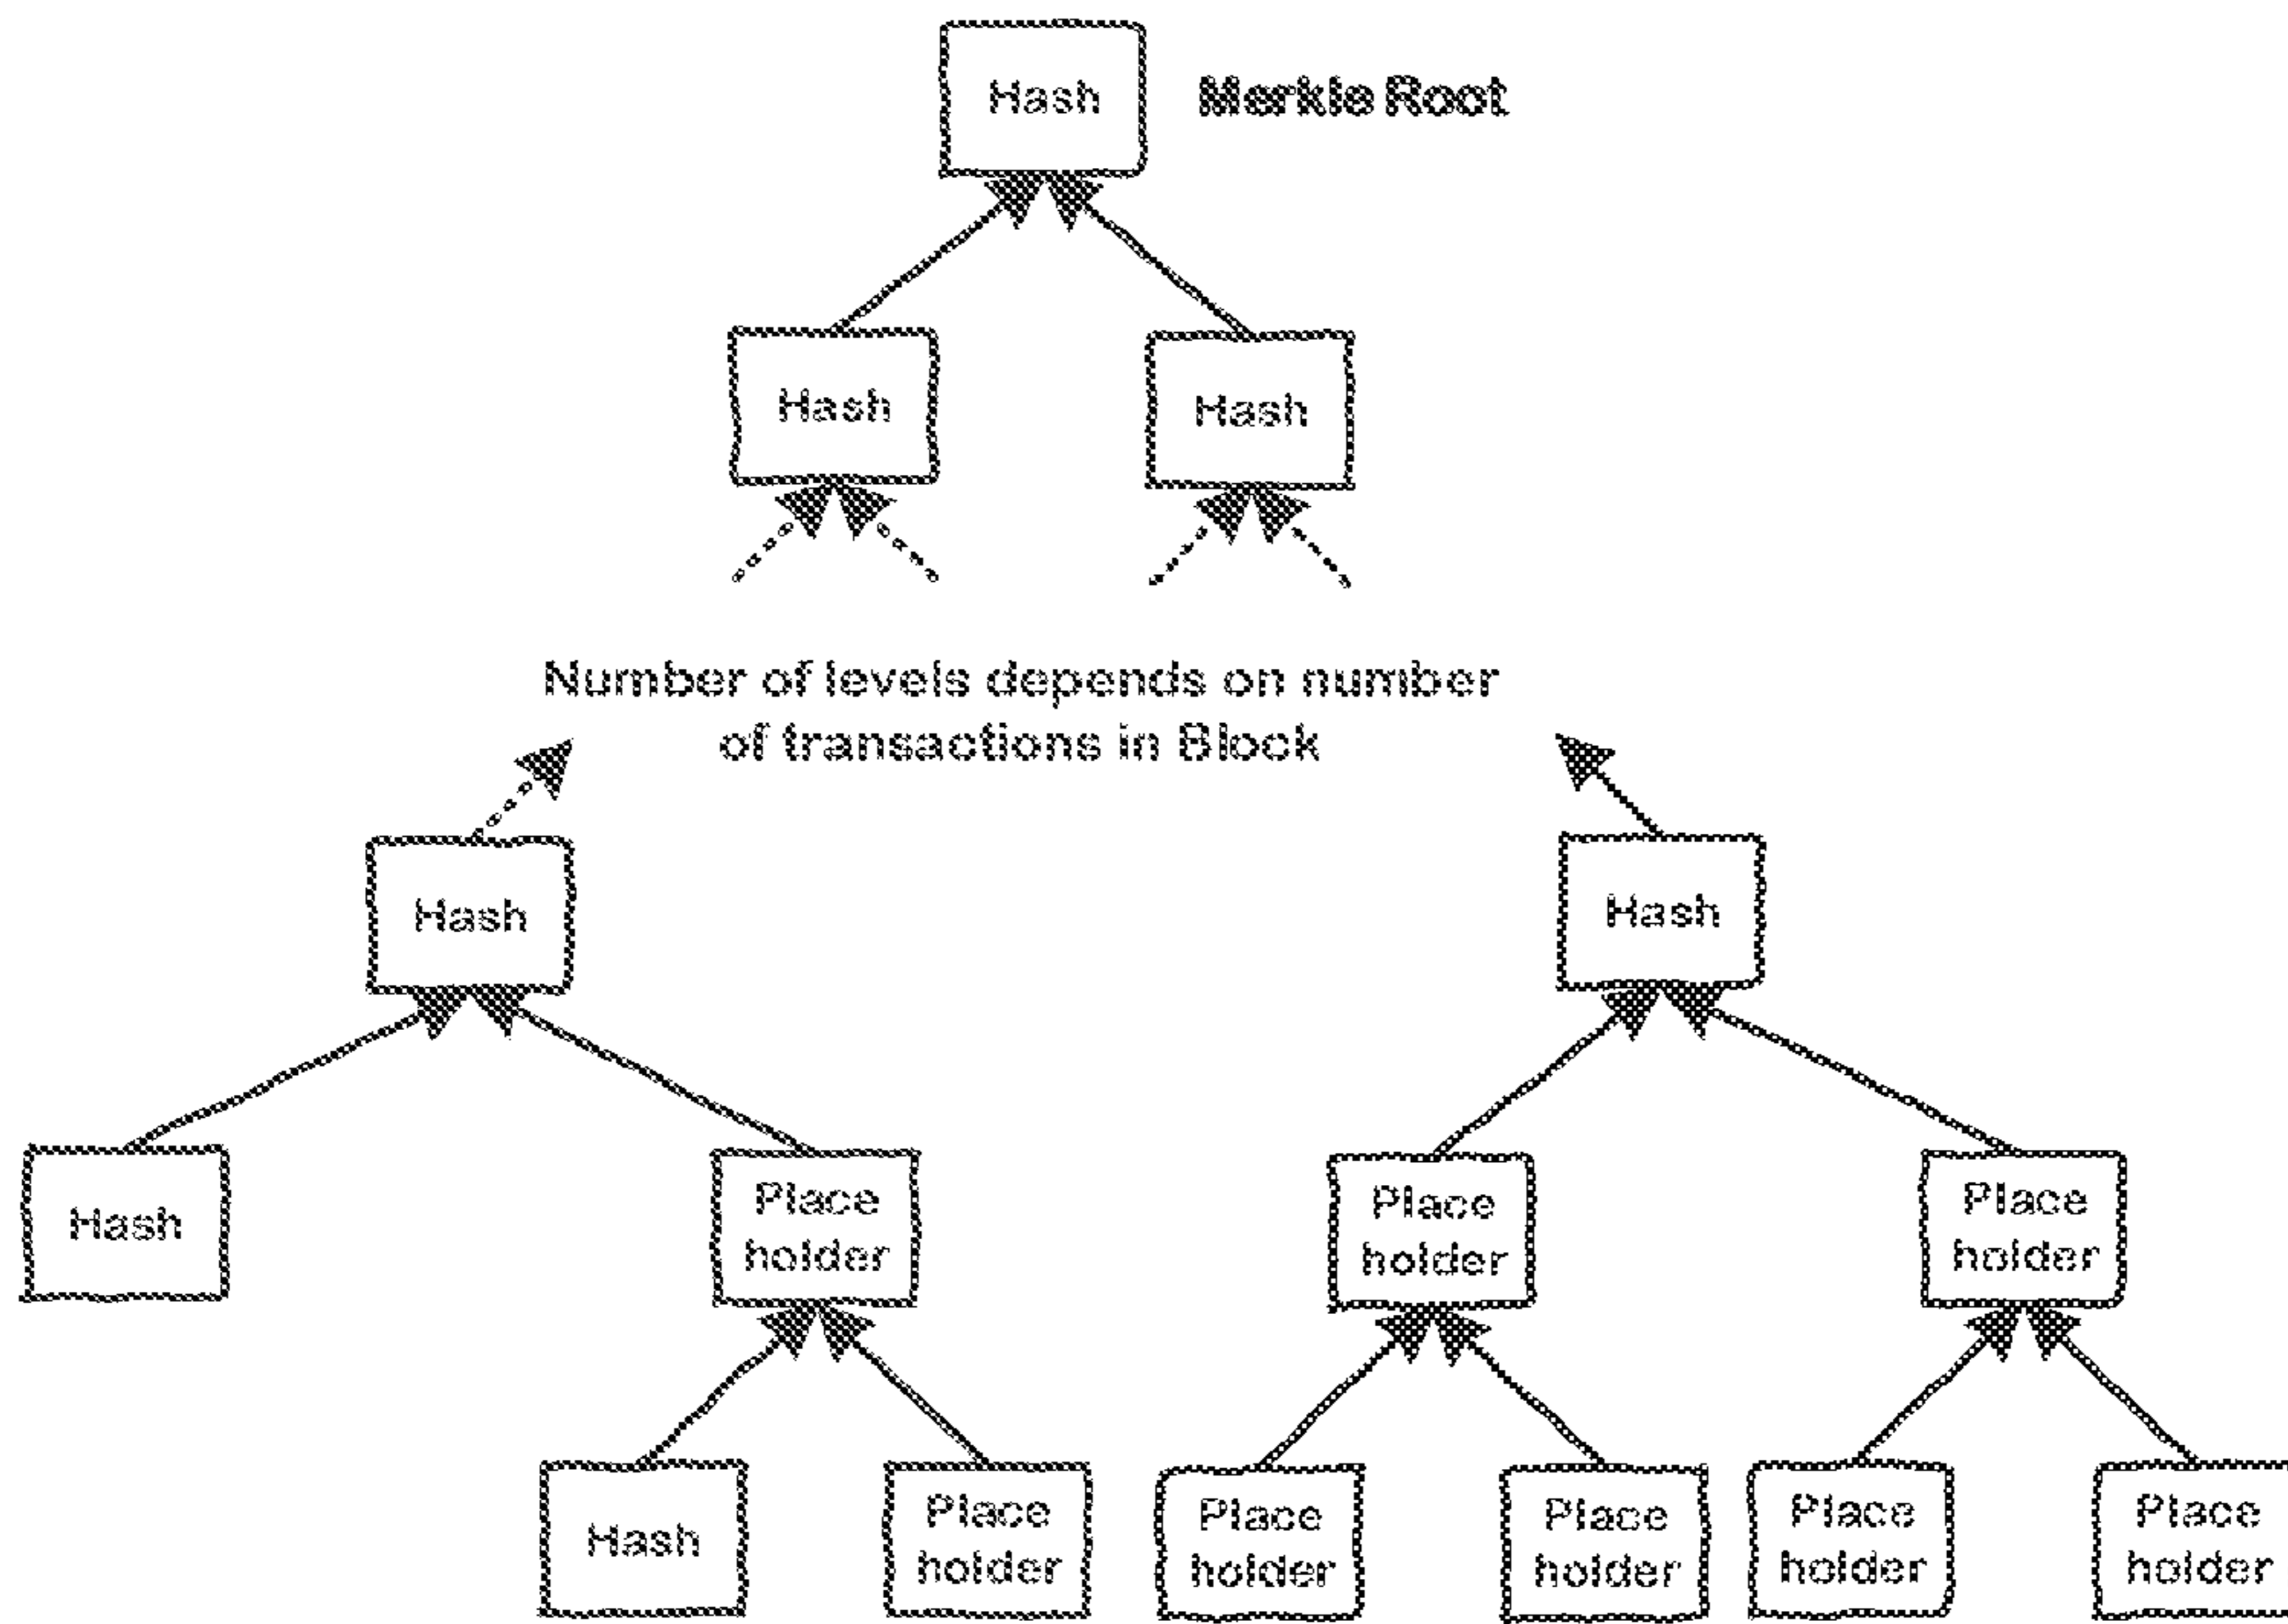 Hash
Merkle Root
Hash
Hash
Number of levels depends on number
of transactions in Block
Hash
Hash
Hash
Place
holder
Place
holder
Place
holder
Hash
Place
holder
Place
holder
Place
holder
Place
holder
Place
holder